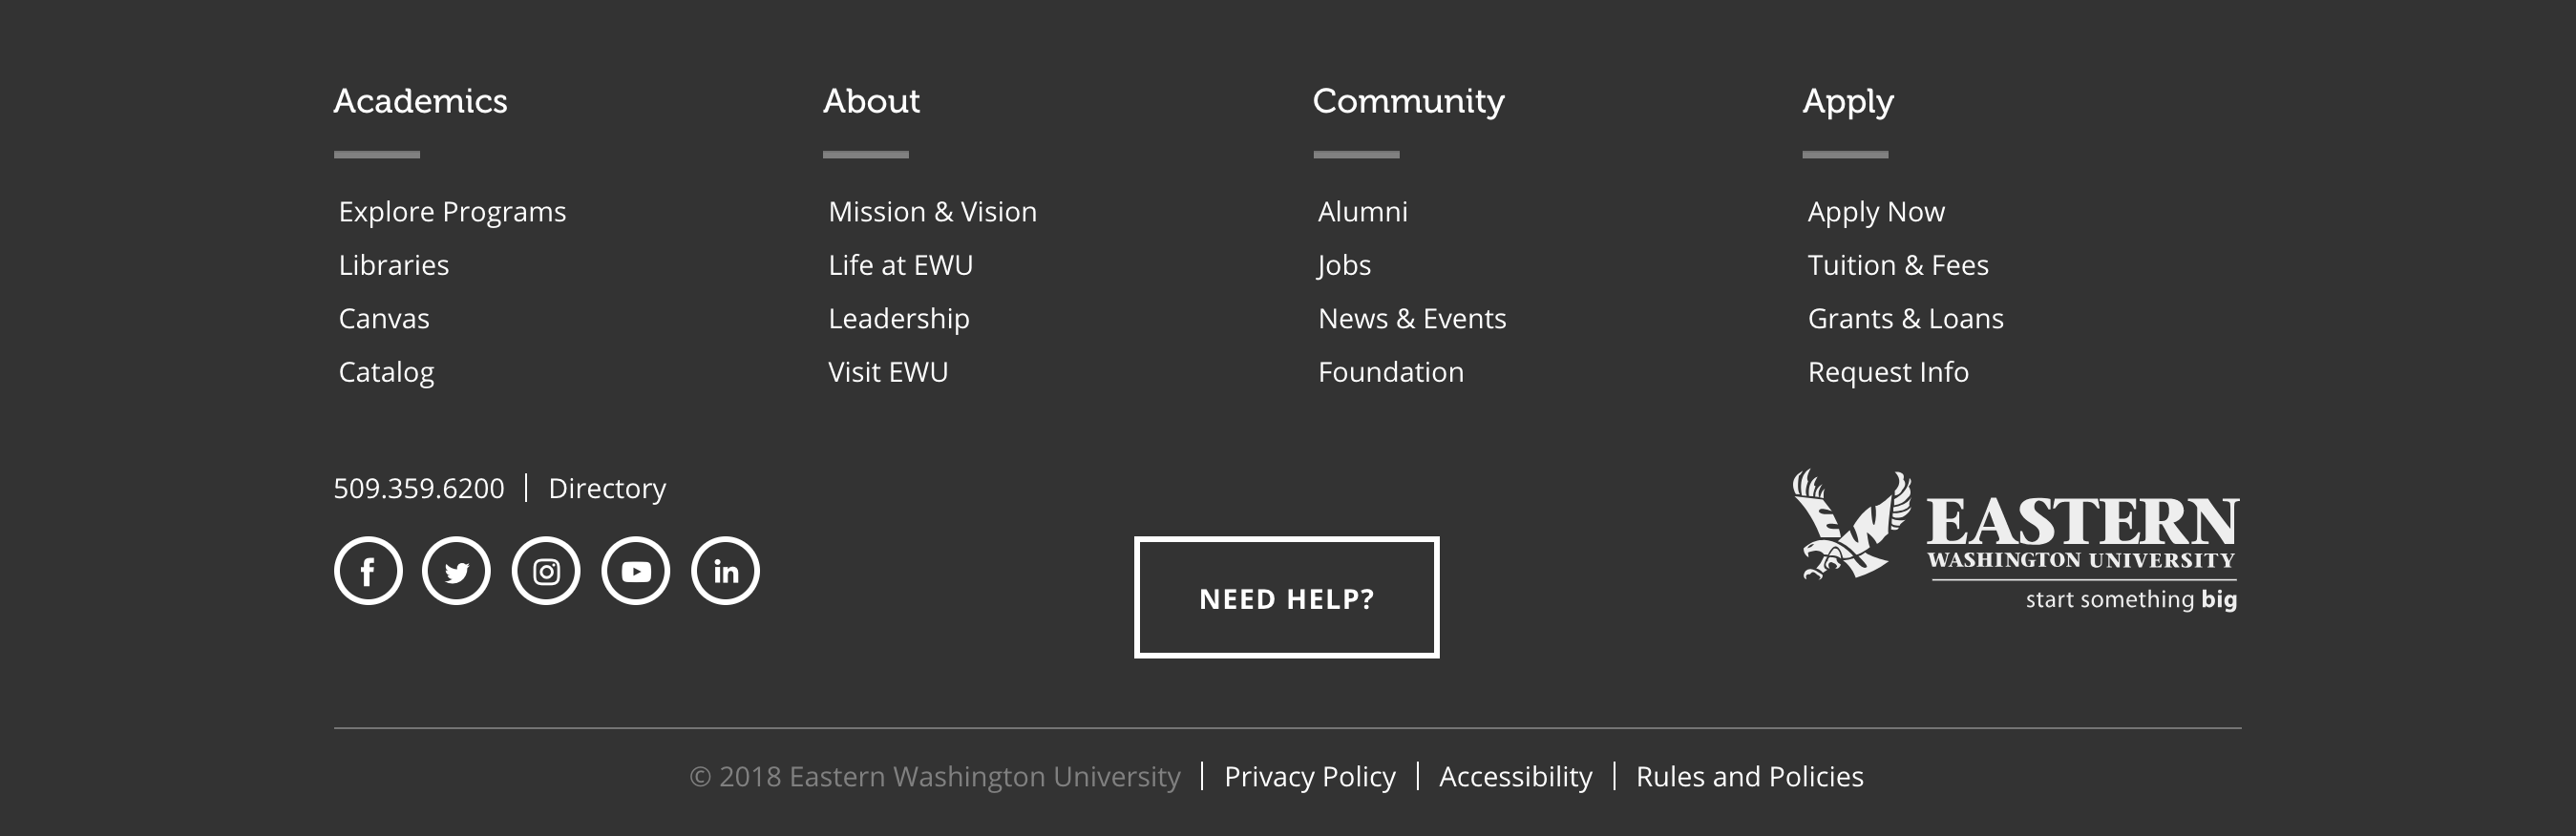 Academics
Explore Programs
Libraries
Canvas
Catalog
About
Mission & Vision
Life at EWU
Leadership
Visit EWU
Community
Alumni
Jobs
News & Events
Foundation
Apply
Apply Now
Tuition & Fees
Grants & Loans
Request Info
509.359.6200 | Directory
NEED HELP?
EASTERN
WASHINGTON UNIVERSITY
start something big
© 2018 Eastern Washington University | Privacy Policy | Accessibility | Rules and Policies